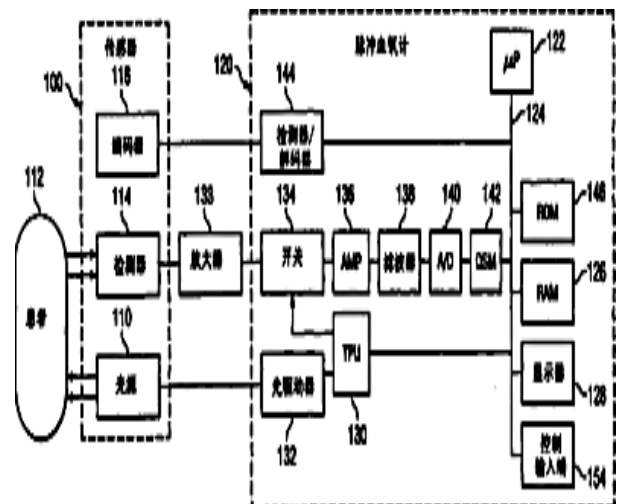 传感器
脉冲血氧计
100
116
编码器
120
144
检测器/
解码器
μP
122
124
112
患者
114
检测器
133
放大器
134
开关
136
AMP
138
滤波器
140
A/D
142
QSM
ROM
146
RAM
126
110
光源
光驱动器
132
TPU
130
显示器
128
控制
输入端
154